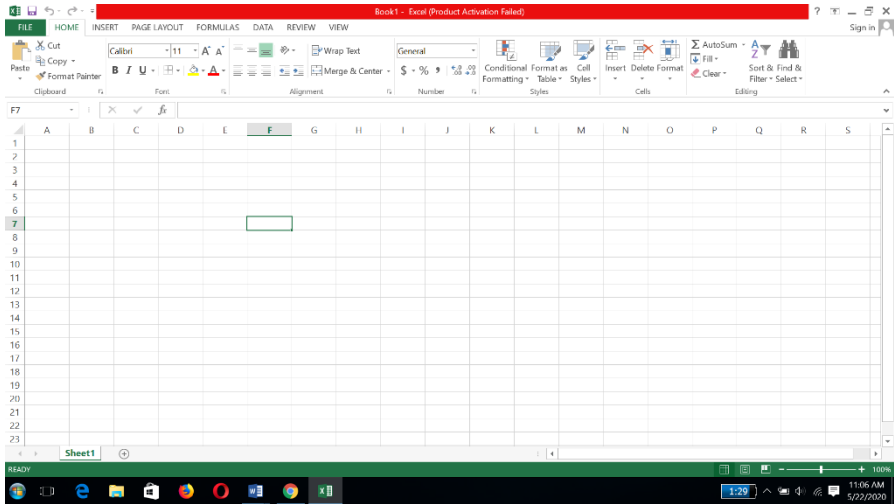 Book1 - Excel (Product Activation Failed)
?
Sign in
FILE HOME INSERT PAGE LAYOUT FORMULAS DATA REVIEW VIEW
Paste
Cut
Copy
Format Painter
Clipboard
Calibri 11 A A
B I U A
Font
Wrap Text
Merge & Center
Alignment
General
$ % ,
Number
Conditional Formatting
Format as Table
Cell Styles
Styles
Insert Delete Format
Cells
AutoSum
Fill
Clear
Sort & Filter
Find & Select
Editing
F7 fx
A B C D E F G H I J K L M N O P Q R S
1
2
3
4
5
6
7
8
9
10
11
12
13
14
15
16
17
18
19
20
21
22
23
Sheet1
READY 100%
1:29 11:06 AM
5/22/2020